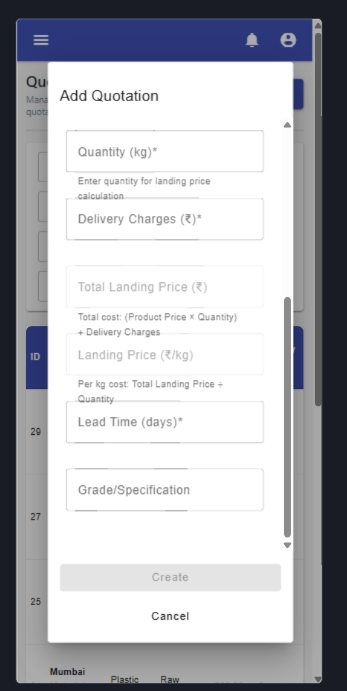 Quo
Mana
quota
Add Quotation
Quantity (kg)*
Enter quantity for landing price
calculation
Delivery Charges (₹)*
Total Landing Price (₹)
Total cost: (Product Price × Quantity)
+ Delivery Charges
Landing Price (₹/kg)
Per kg cost: Total Landing Price ÷
Quantity
Lead Time (days)*
Grade/Specification
Create
Cancel
ID
29
27
25
Mumbai
Plastic Raw